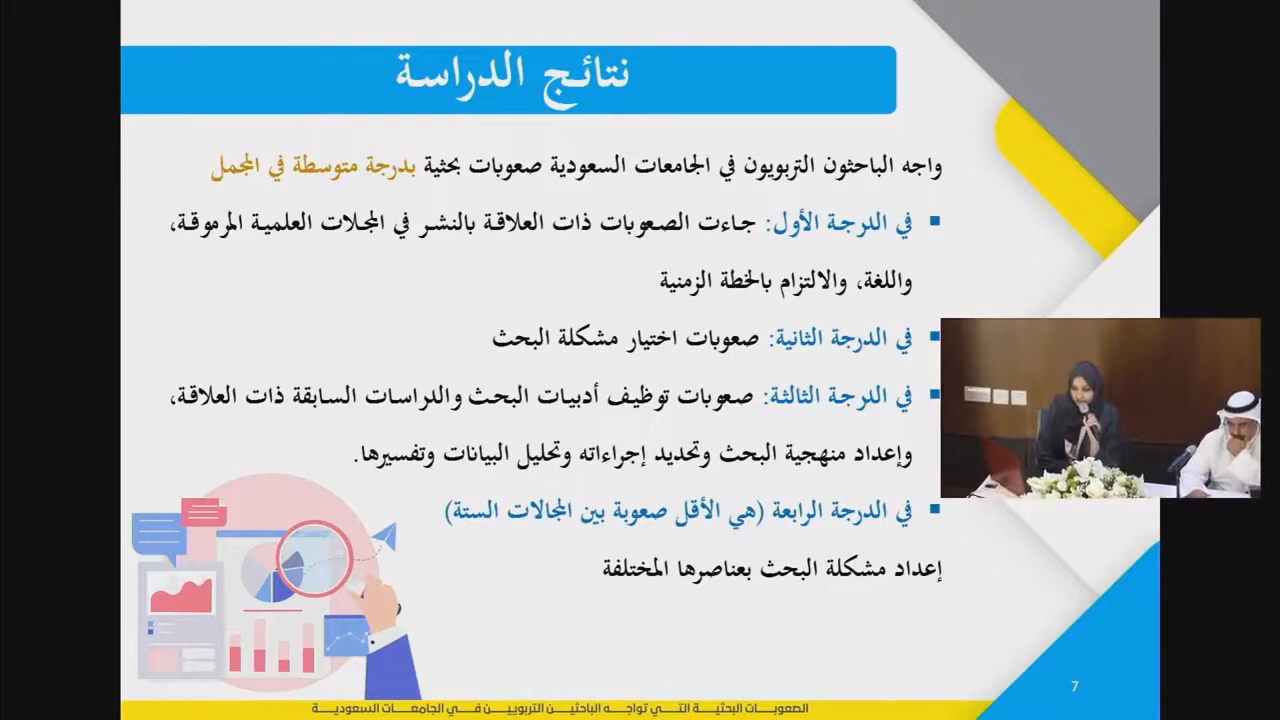 نتائج الدراسة
واجه الباحثون التربويون في الجامعات السعودية صعوبات بحثية بدرجة متوسطة في المجمل
▪ في الدرجة الأول: جاءت الصعوبات ذات العلاقة بالنشر في المجلات العلمية المرموقة،
واللغة، والالتزام بالخطة الزمنية
▪ في الدرجة الثانية: صعوبات اختيار مشكلة البحث
▪ في الدرجة الثالثة: صعوبات توظيف أدبيات البحث والدراسات السابقة ذات العلاقة،
وإعداد منهجية البحث وتحديد إجراءاته وتحليل البيانات وتفسيرها.
▪ في الدرجة الرابعة (هي الأقل صعوبة بين المجالات الستة)
إعداد مشكلة البحث بعناصرها المختلفة
7
الصعوبات البحثية التي تواجه الباحثين التربويين في الجامعات السعودية